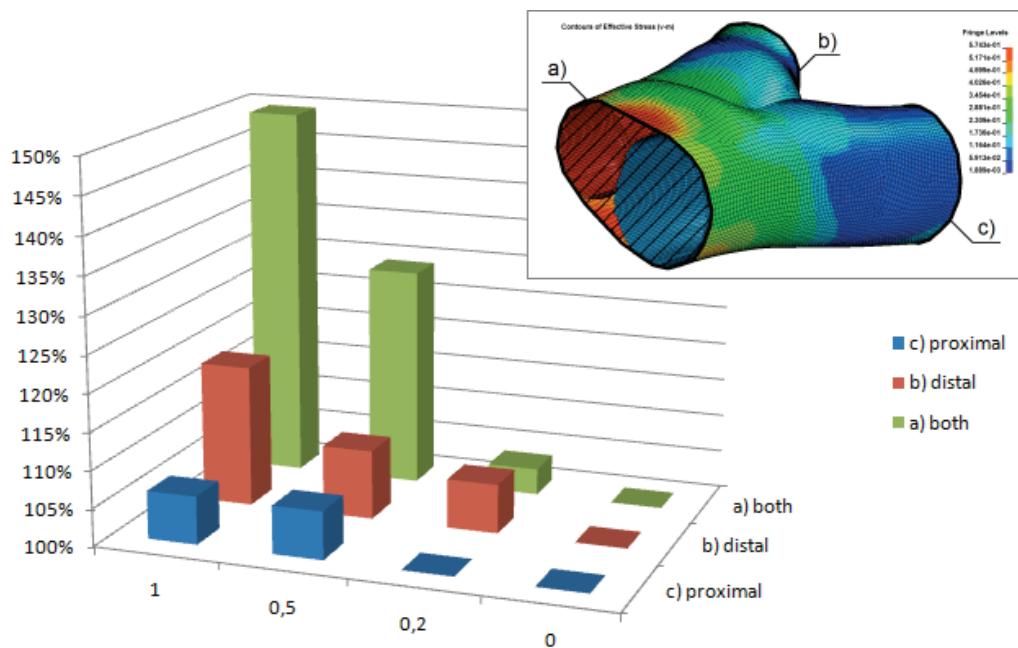 Contours of Effective Stress (v-m)
Fringe Levels
5.743e-01
5.171e-01
4.599e-01
4.026e-01
3.454e-01
2.881e-01
2.309e-01
1.736e-01
1.164e-01
5.913e-02
1.889e-03
a)
b)
c)
150%
145%
140%
135%
130%
125%
120%
115%
110%
105%
100%
1
0,5
0,2
0
a) both
b) distal
c) proximal
c) proximal
b) distal
a) both